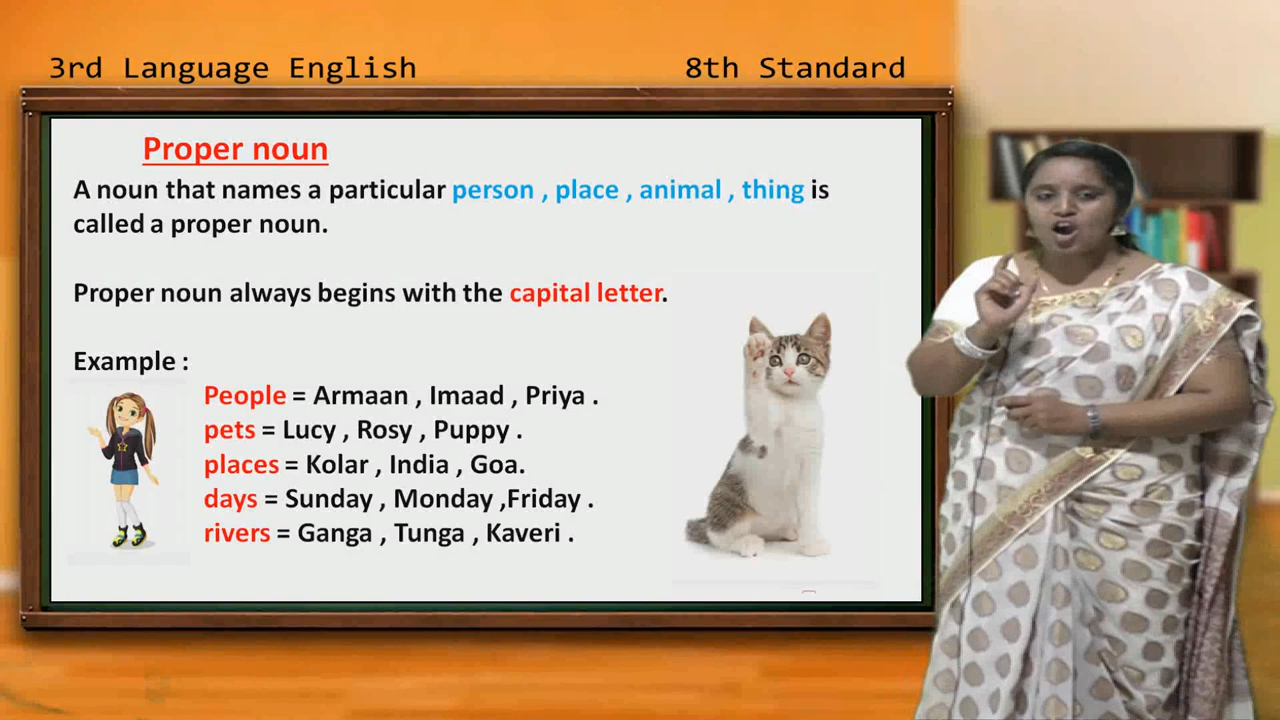 3rd Language English
8th Standard
Proper noun
A noun that names a particular person , place , animal , thing is
called a proper noun.
Proper noun always begins with the capital letter.
Example :
People = Armaan , Imaad , Priya .
pets = Lucy , Rosy , Puppy .
places = Kolar , India , Goa.
days = Sunday , Monday ,Friday .
rivers = Ganga , Tunga , Kaveri .